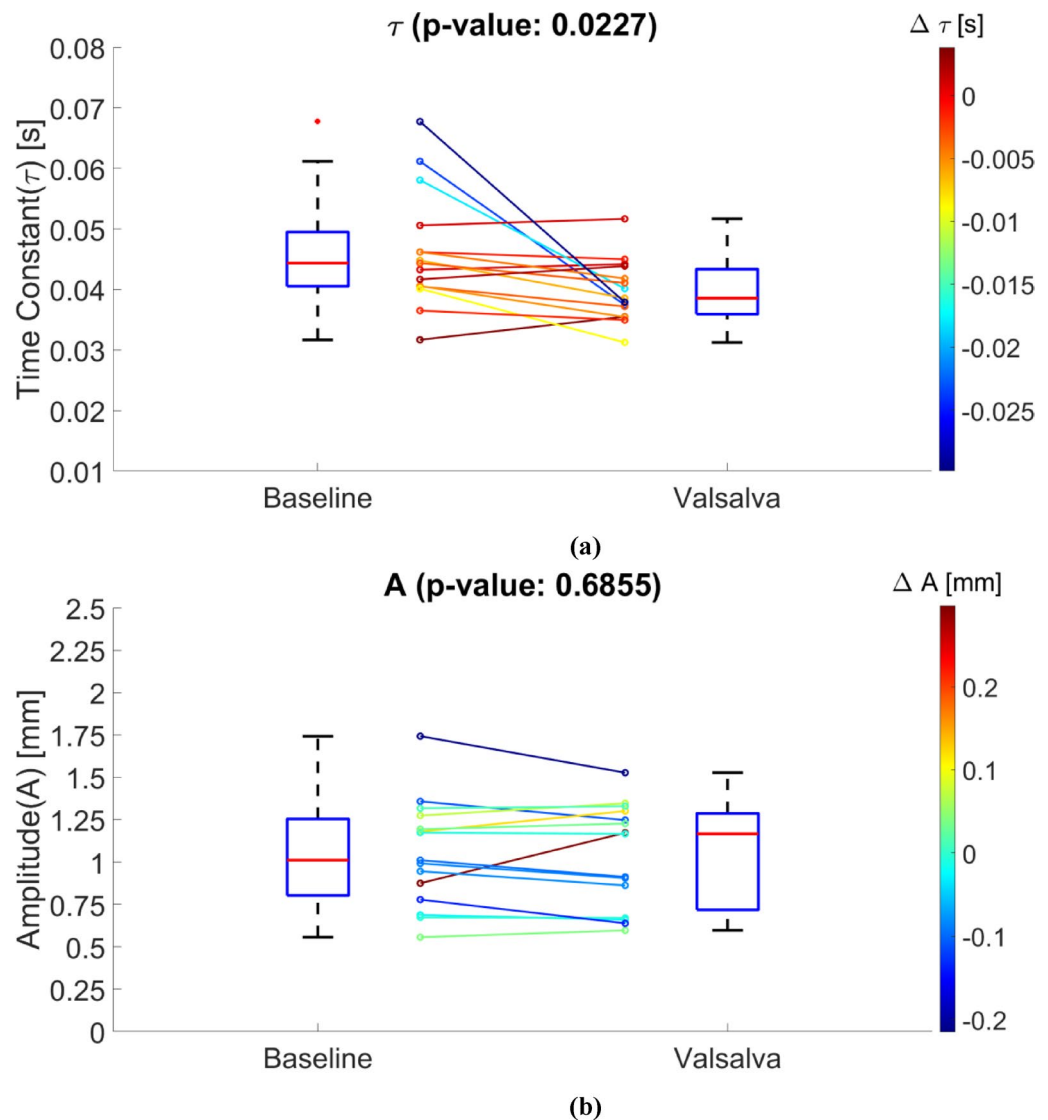 τ (p-value: 0.0227)
Δ τ [s]
Time Constant(τ) [s]
0.08
0.07
0.06
0.05
0.04
0.03
0.02
0.01
Baseline
Valsalva
0
-0.005
-0.01
-0.015
-0.02
-0.025
(a)
A (p-value: 0.6855)
Δ A [mm]
Amplitude(A) [mm]
2.5
2.25
2
1.75
1.5
1.25
1
0.75
0.5
0.25
0
Baseline
Valsalva
0.2
0.1
0
-0.1
-0.2
(b)